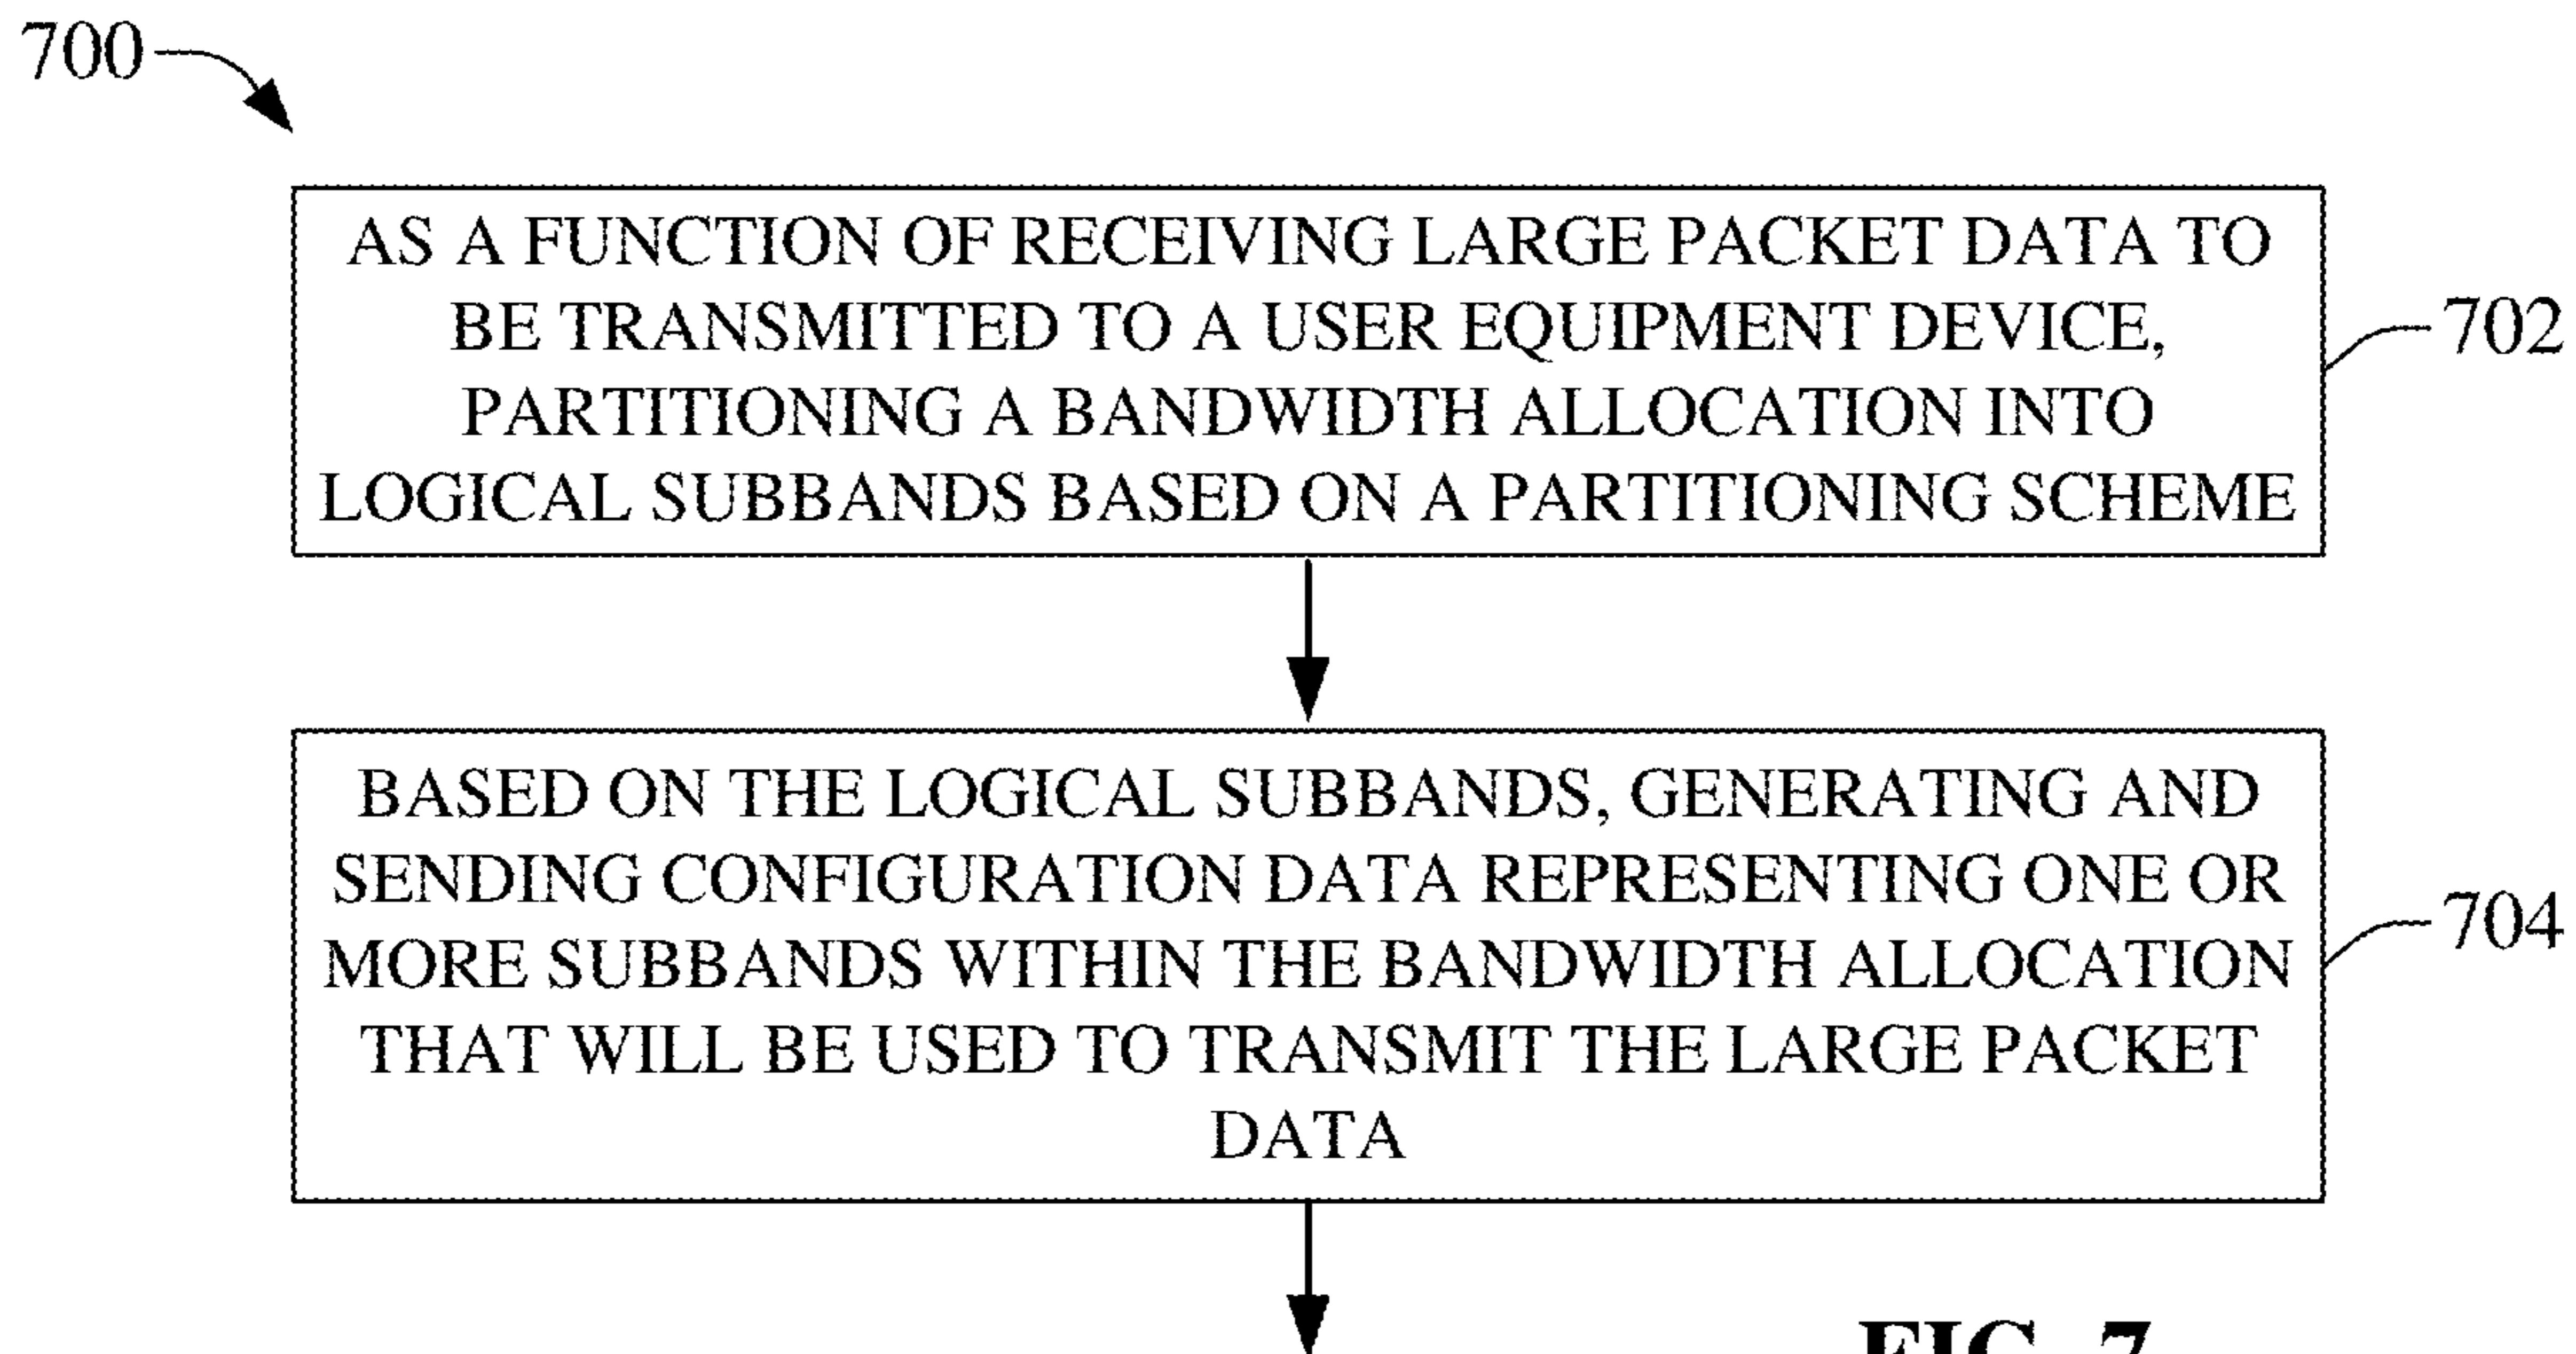 700
AS A FUNCTION OF RECEIVING LARGE PACKET DATA TO
BE TRANSMITTED TO A USER EQUIPMENT DEVICE,
PARTITIONING A BANDWIDTH ALLOCATION INTO
LOGICAL SUBBANDS BASED ON A PARTITIONING SCHEME
702
BASED ON THE LOGICAL SUBBANDS, GENERATING AND
SENDING CONFIGURATION DATA REPRESENTING ONE OR
MORE SUBBANDS WITHIN THE BANDWIDTH ALLOCATION
THAT WILL BE USED TO TRANSMIT THE LARGE PACKET
DATA
704
FIG. 7